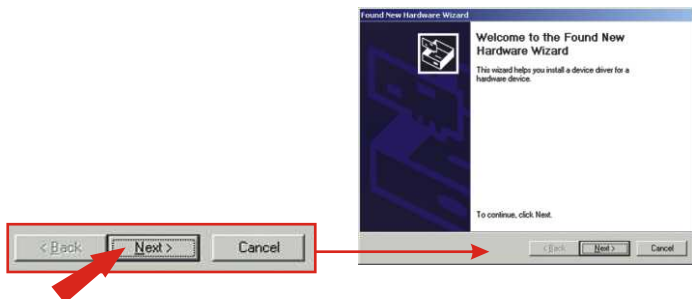 Found New Hardware Wizard
Welcome to the Found New
Hardware Wizard
This wizard helps you install a device driver for a
hardware device.
To continue, click Next.
< Back Next > Cancel
< Back Next > Cancel